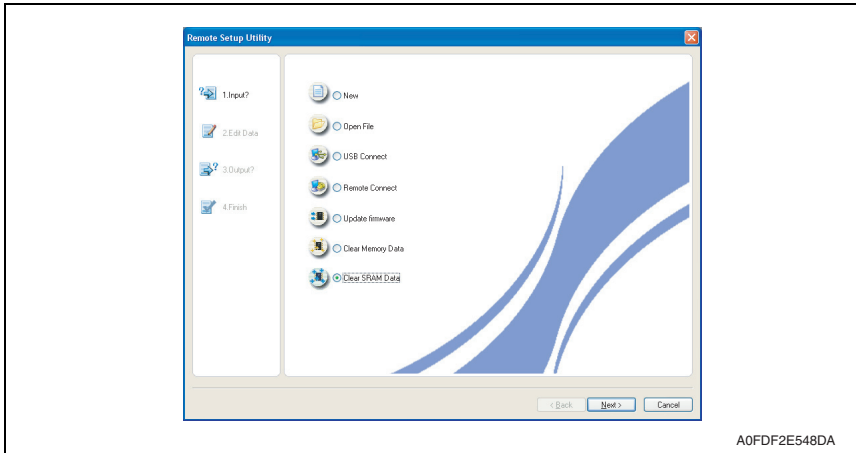 Remote Setup Utility
1.Input?
2.Edit Data
3.Output?
4.Finish
New
Open File
USB Connect
Remote Connect
Update firmware
Clear Memory Data
Clear SRAM Data
< Back
Next >
Cancel
A0FDF2E548DA